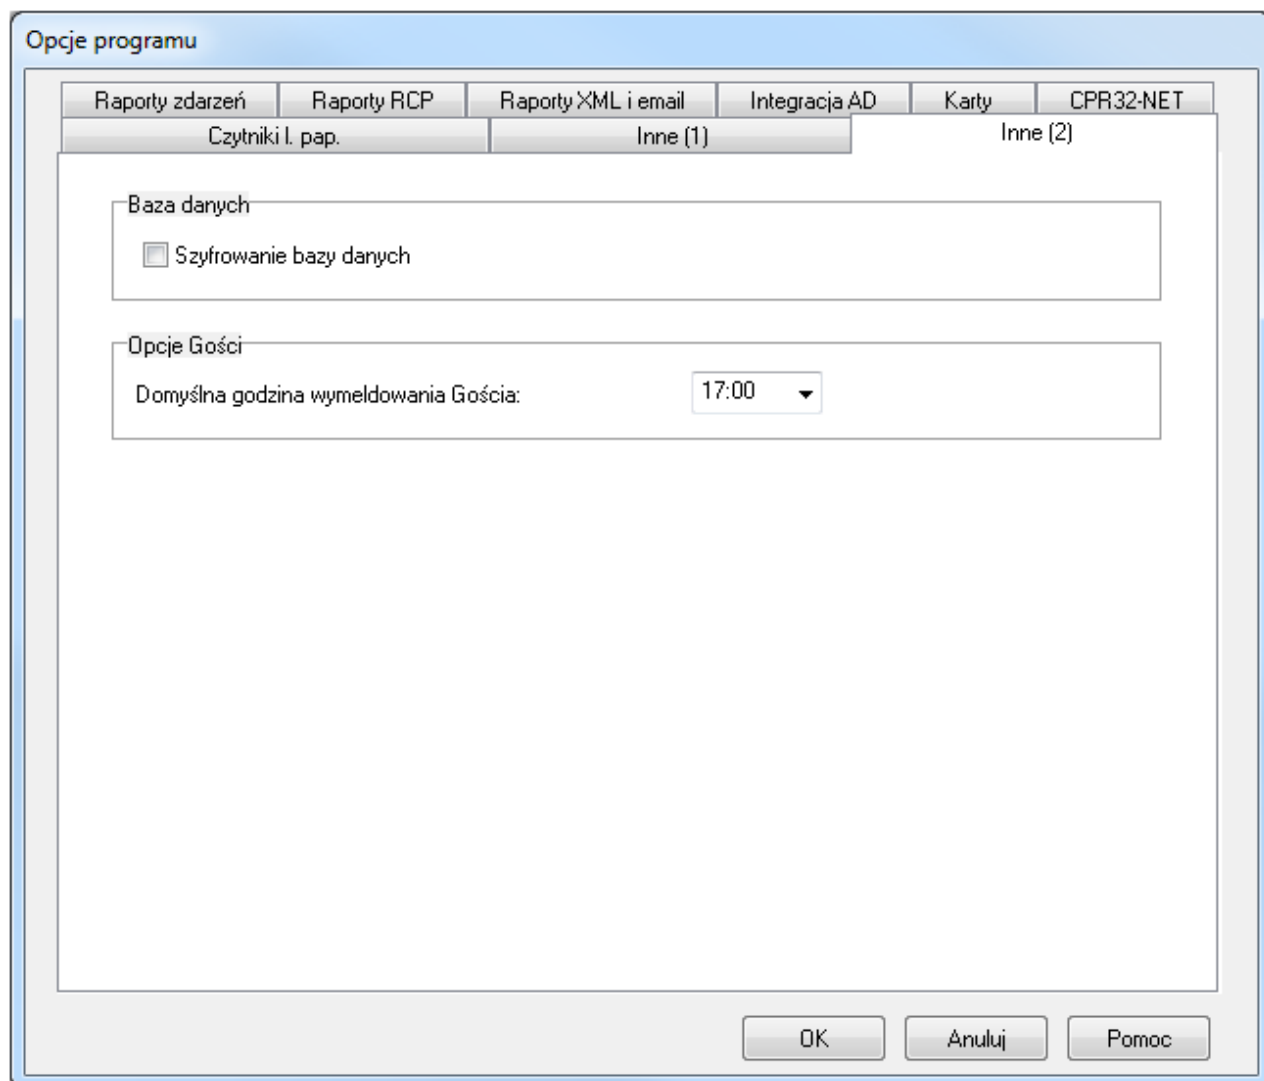 Opcje programu
Raporty zdarzeń Raporty RCP Raporty XML i email Integracja AD Karty CPR32-NET
Czytniki l. pap. Inne (1) Inne (2)
Baza danych
Szyfrowanie bazy danych
Opcje Gości
Domyślna godzina wymeldowania Gościa: 17:00
OK Anuluj Pomoc